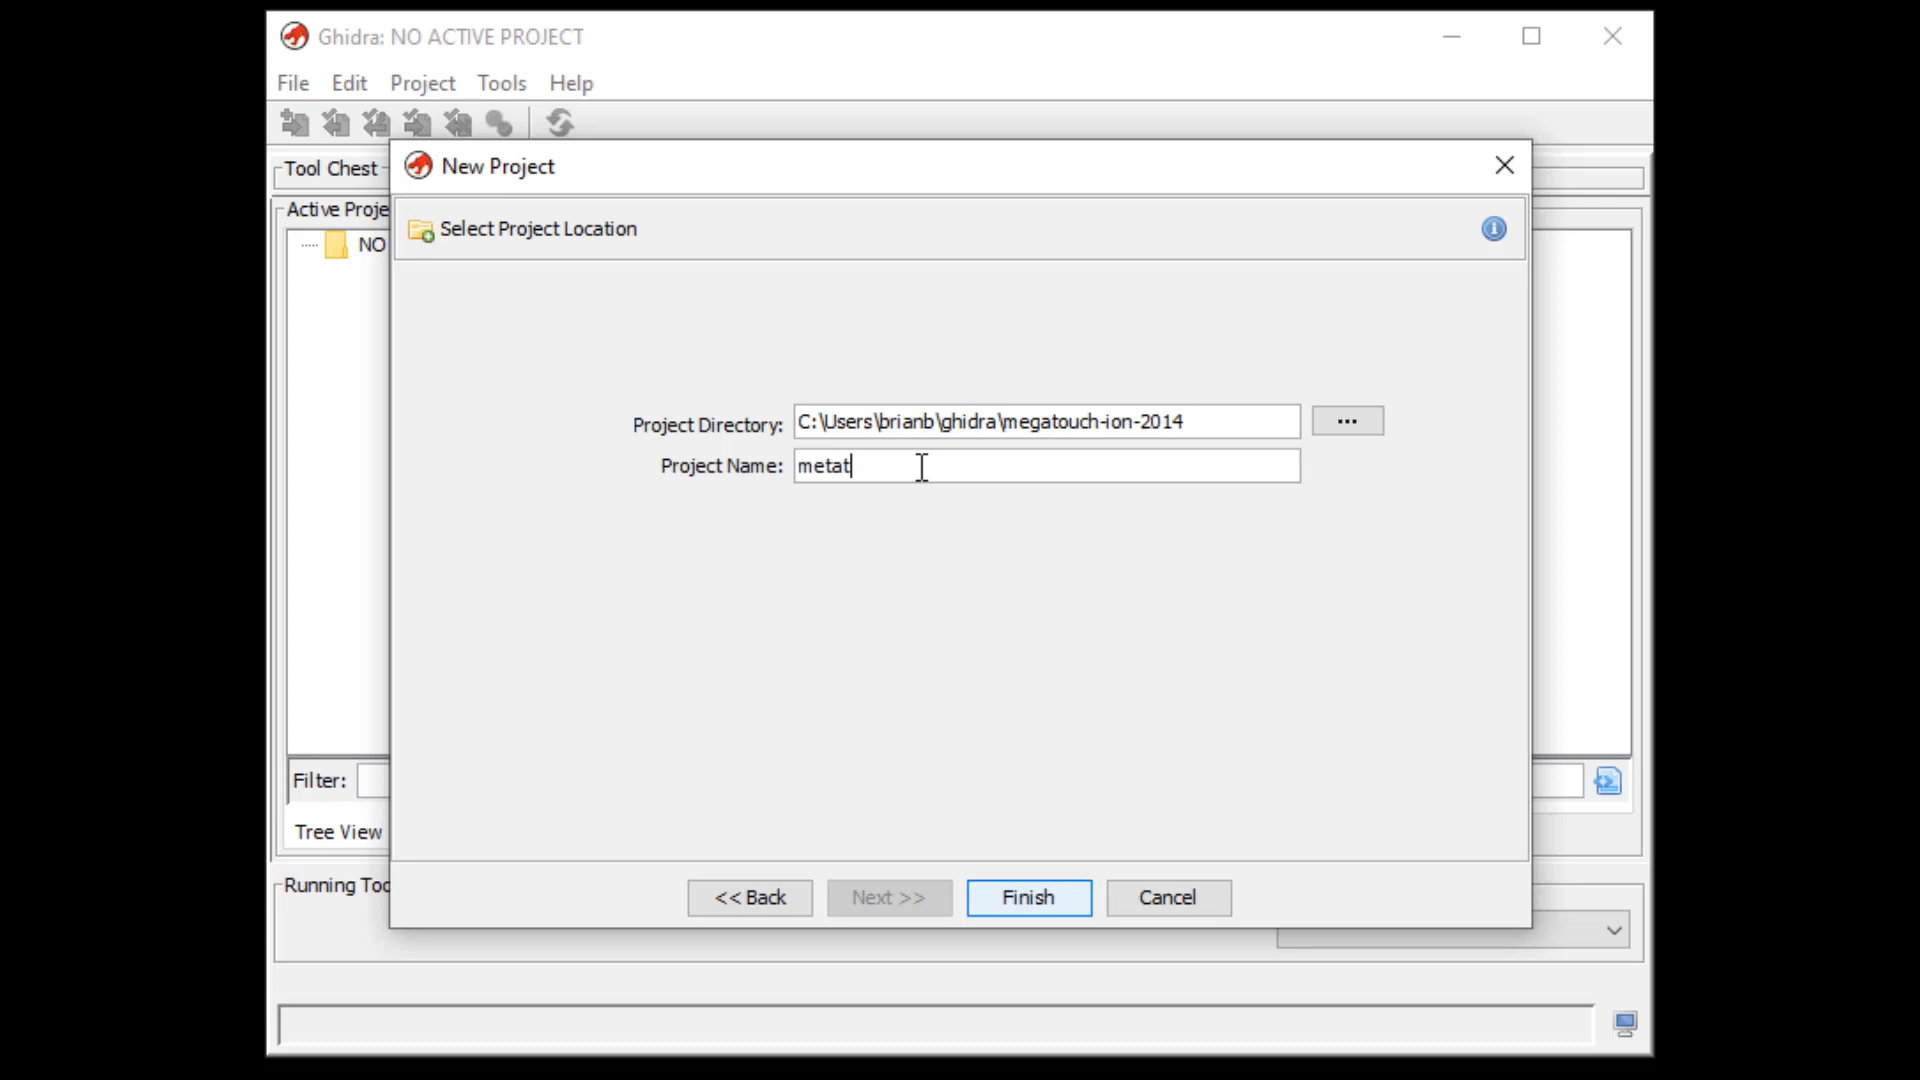 Ghidra: NO ACTIVE PROJECT
File Edit Project Tools Help
Tool Chest
New Project
Active Proje
Select Project Location
NO
Project Directory: C:\Users\brianb\ghidra\megatouch-ion-2014 ...
Project Name: metat
Filter:
Tree View
Running Too
<< Back Next >> Finish Cancel